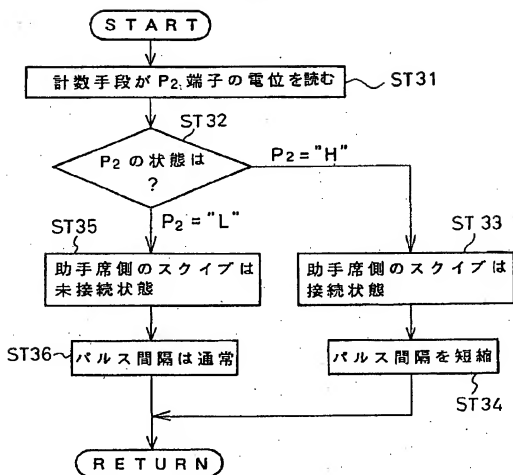 START
計数手段がP2端子の電位を読む
ST31
ST32
P2の状態は
?
P2="H"
P2="L"
ST35
ST33
助手席側のスクイブは
未接続状態
助手席側のスクイブは
接続状態
ST36
パルス間隔は通常
パルス間隔を短縮
ST34
RETURN